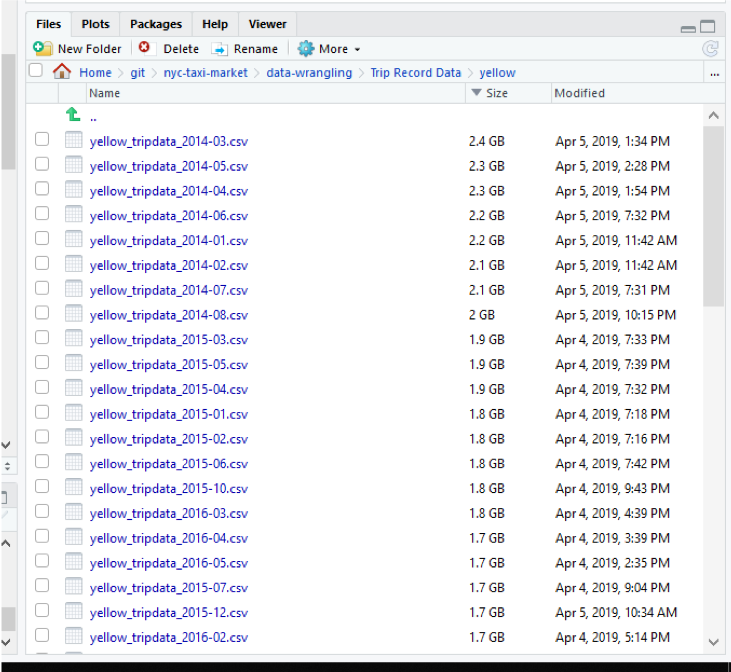 Files Plots Packages Help Viewer
New Folder Delete Rename More
Home git nyc-taxi-market data-wrangling Trip Record Data yellow ...
Name Size Modified
..
yellow_tripdata_2014-03.csv 2.4 GB Apr 5, 2019, 1:34 PM
yellow_tripdata_2014-05.csv 2.3 GB Apr 5, 2019, 2:28 PM
yellow_tripdata_2014-04.csv 2.3 GB Apr 5, 2019, 1:54 PM
yellow_tripdata_2014-06.csv 2.2 GB Apr 5, 2019, 7:32 PM
yellow_tripdata_2014-01.csv 2.2 GB Apr 5, 2019, 11:42 AM
yellow_tripdata_2014-02.csv 2.1 GB Apr 5, 2019, 11:42 AM
yellow_tripdata_2014-07.csv 2.1 GB Apr 5, 2019, 7:31 PM
yellow_tripdata_2014-08.csv 2 GB Apr 5, 2019, 10:15 PM
yellow_tripdata_2015-03.csv 1.9 GB Apr 4, 2019, 7:33 PM
yellow_tripdata_2015-05.csv 1.9 GB Apr 4, 2019, 7:39 PM
yellow_tripdata_2015-04.csv 1.9 GB Apr 4, 2019, 7:32 PM
yellow_tripdata_2015-01.csv 1.8 GB Apr 4, 2019, 7:18 PM
yellow_tripdata_2015-02.csv 1.8 GB Apr 4, 2019, 7:16 PM
yellow_tripdata_2015-06.csv 1.8 GB Apr 4, 2019, 7:42 PM
yellow_tripdata_2015-10.csv 1.8 GB Apr 4, 2019, 9:43 PM
yellow_tripdata_2016-03.csv 1.8 GB Apr 4, 2019, 4:39 PM
yellow_tripdata_2016-04.csv 1.7 GB Apr 4, 2019, 3:39 PM
yellow_tripdata_2016-05.csv 1.7 GB Apr 4, 2019, 2:35 PM
yellow_tripdata_2015-07.csv 1.7 GB Apr 4, 2019, 9:04 PM
yellow_tripdata_2015-12.csv 1.7 GB Apr 5, 2019, 10:34 AM
yellow_tripdata_2016-02.csv 1.7 GB Apr 4, 2019, 5:14 PM